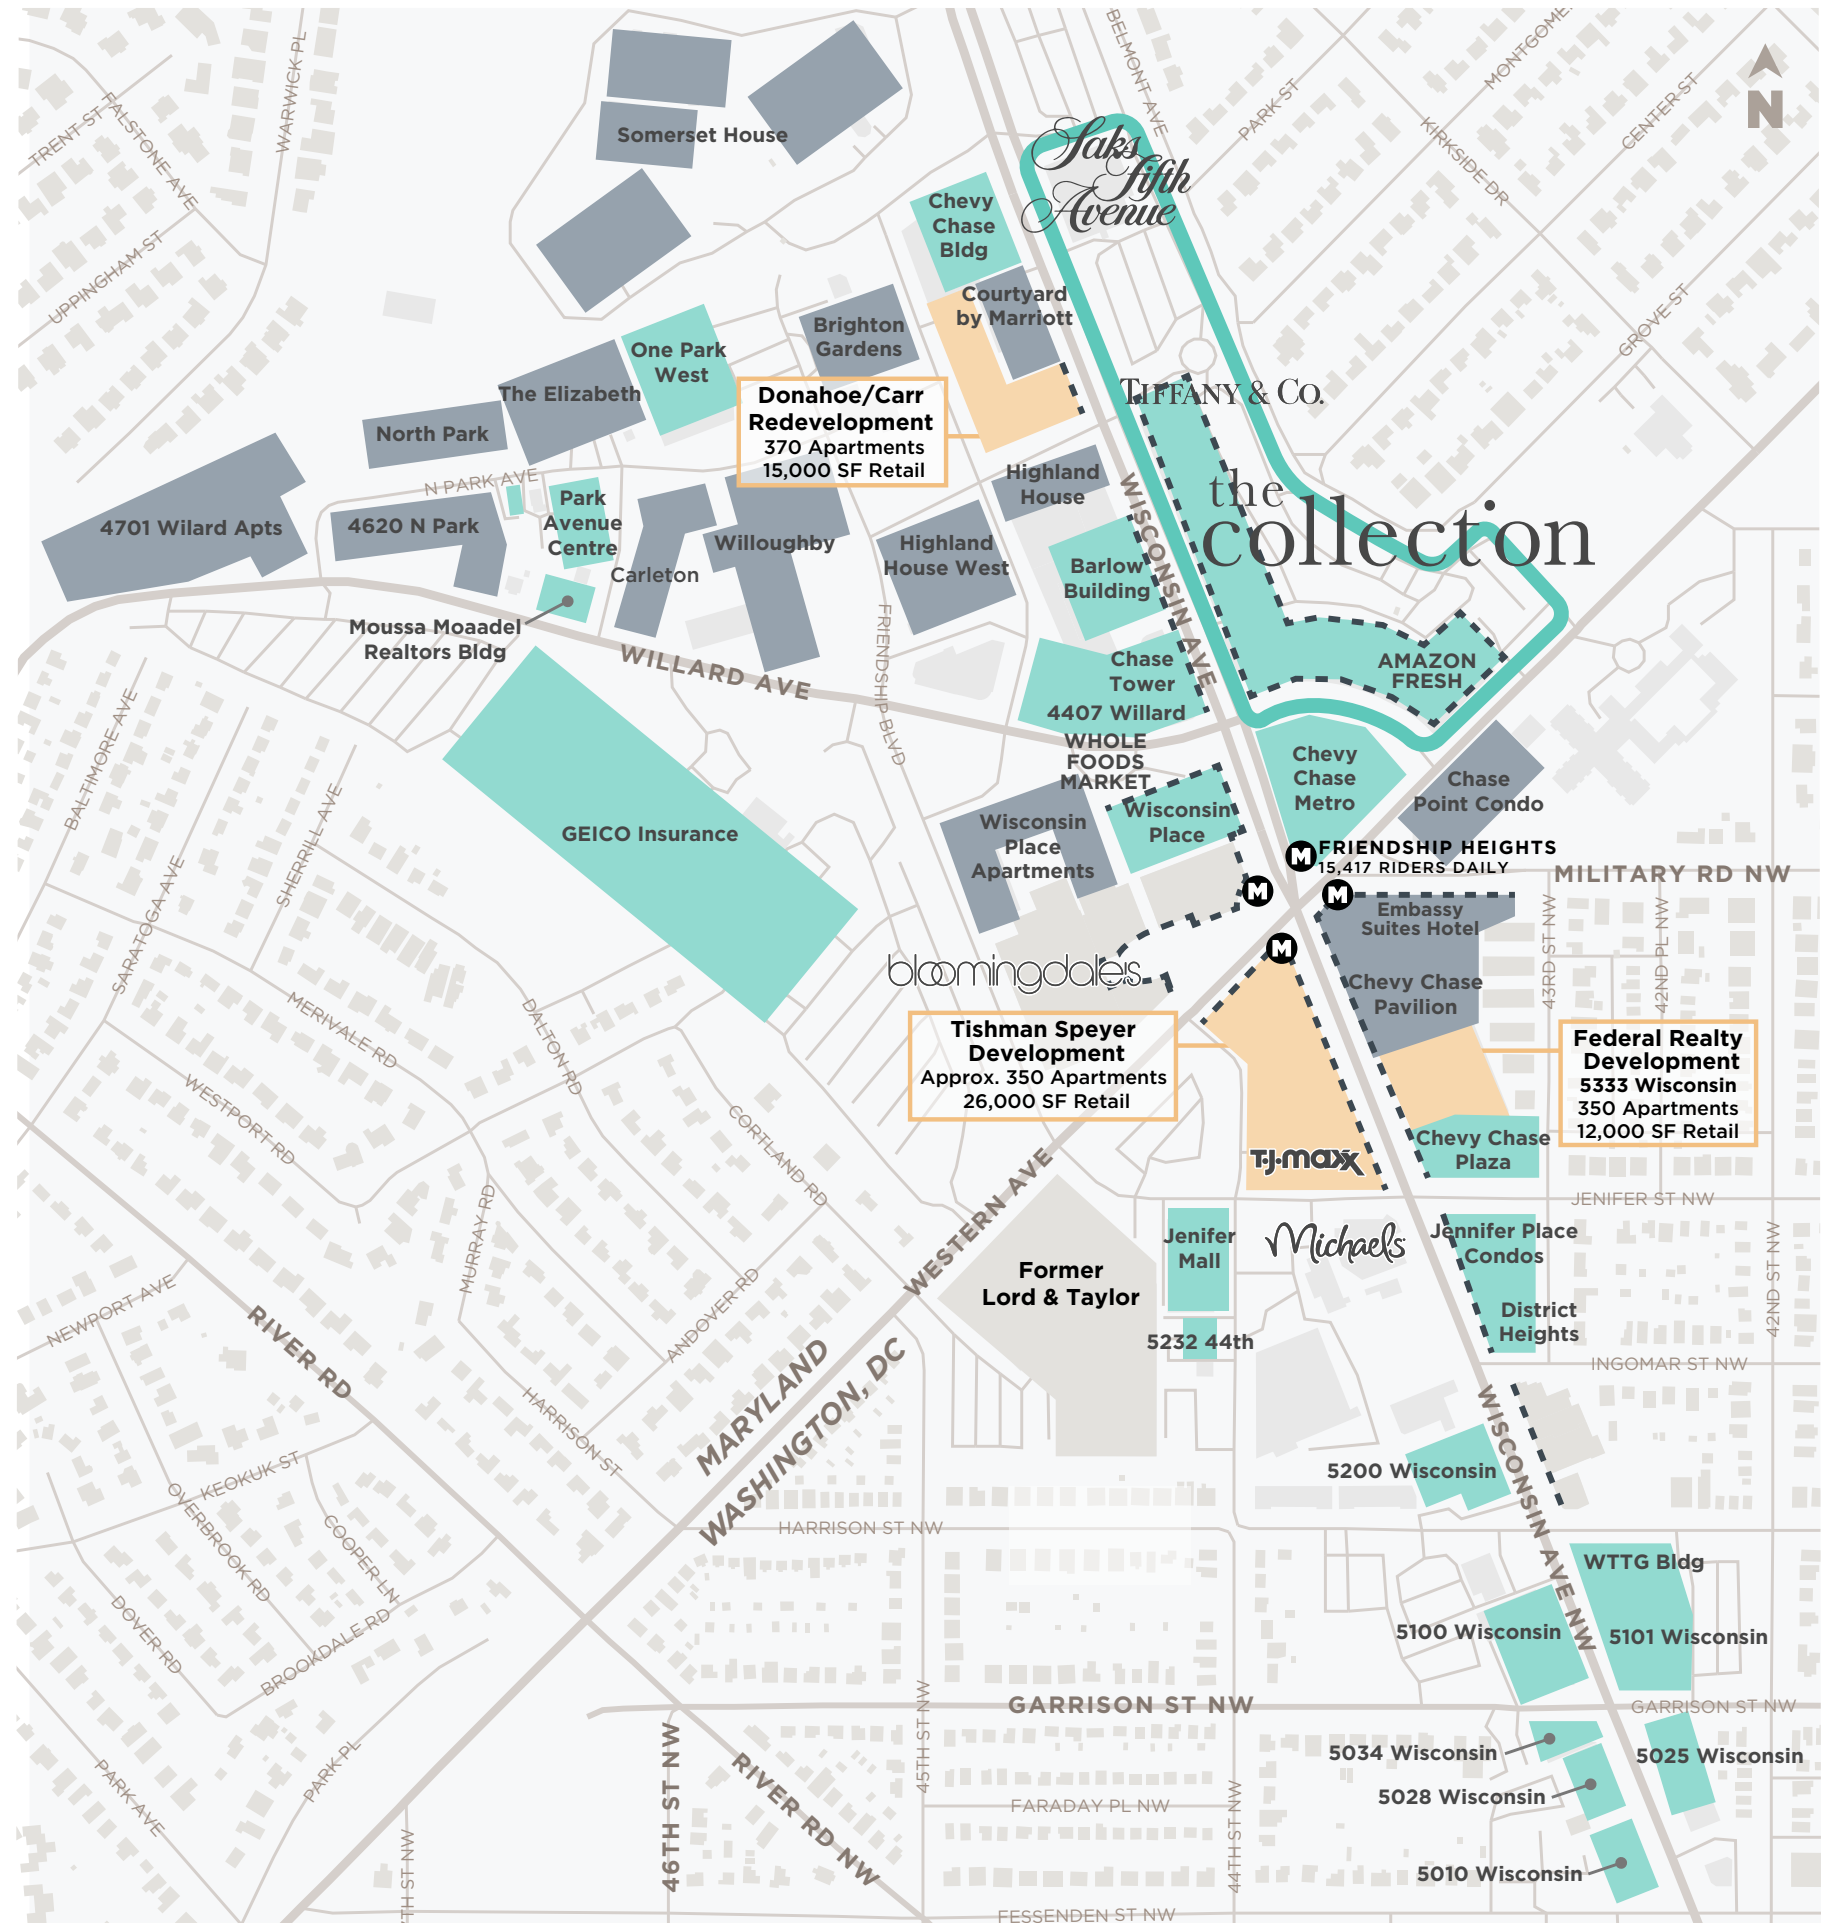 BELMONT AVE
MONTGOME
WARWICK PL
N
TRENT ST
FALSTONE AVE
Somerset House
Saks
fifth
Avenue
PARK ST
KIRKSIDE DR
CENTER ST
UPPINGHAM ST
Chevy
Chase
Bldg
Courtyard
by Marriott
Brighton
Gardens
GROVE ST
One Park
West
The Elizabeth
Donahoe/Carr
Redevelopment
370 Apartments
15,000 SF Retail
TIFFANY & CO.
North Park
N PARK AVE
Highland
House
WISCONSIN AVE
the
collection
4701 Wilard Apts
4620 N Park
Park
Avenue
Centre
Carleton
Willoughby
Highland
House West
Barlow
Building
FRIENDSHIP BLVD
Moussa Moaadel
Realtors Bldg
WILLARD AVE
Chase
Tower
4407 Willard
AMAZON
FRESH
WHOLE
FOODS
MARKET
Chevy
Chase
Metro
Chase
Point Condo
BALTIMORE AVE
GEICO Insurance
SHERRILL AVE
Wisconsin
Place
Apartments
Wisconsin
Place
M
FRIENDSHIP HEIGHTS
15,417 RIDERS DAILY
MILITARY RD NW
M
M
SARATOGA AVE
Embassy
Suites Hotel
43RD ST NW
42ND PL NW
M
bloomingdale's
Chevy Chase
Pavilion
MERIVALE RD
DALTON RD
Tishman Speyer
Development
Approx. 350 Apartments
26,000 SF Retail
Federal Realty
Development
5333 Wisconsin
350 Apartments
12,000 SF Retail
WESTPORT RD
CORTLAND RD
T.J.maxx
Chevy Chase
Plaza
WESTERN AVE
JENIFER ST NW
MURRAY RD
Jenifer
Mall
Michaels
Jennifer Place
Condos
Former
Lord & Taylor
District
Heights
42ND ST NW
NEWPORT AVE
RIVER RD
ANDOVER RD
5232 44th
INGOMAR ST NW
MARYLAND
WASHINGTON, DC
HARRISON ST
WISCONSIN AVE NW
5200 Wisconsin
KEOKUK ST
OVERBROOK RD
COOPER LN
HARRISON ST NW
WTTG Bldg
DOVER RD
BROOKDALE RD
5100 Wisconsin
5101 Wisconsin
GARRISON ST NW
GARRISON ST NW
45TH ST NW
46TH ST NW
RIVER RD NW
5034 Wisconsin
5025 Wisconsin
PARK AVE
PARK PL
5028 Wisconsin
FARADAY PL NW
44TH ST NW
TH ST NW
5010 Wisconsin
FESSENDEN ST NW